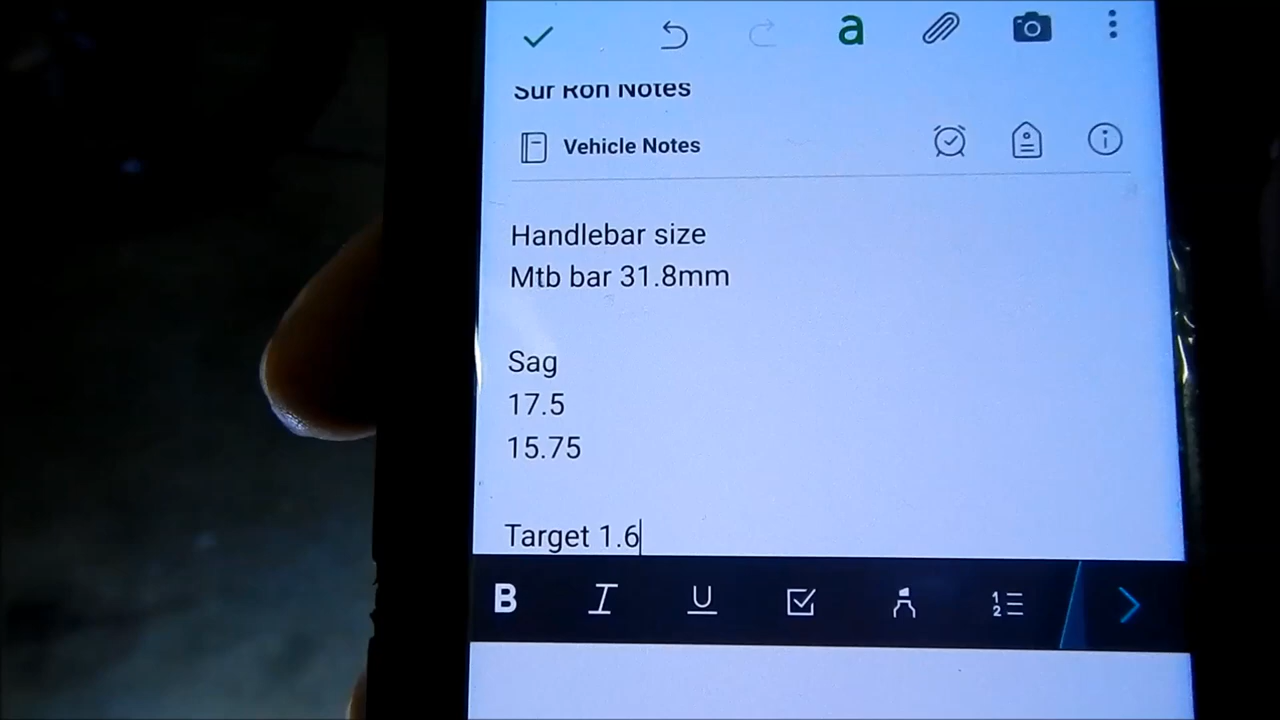 Sur Ron Notes
Vehicle Notes
Handlebar size
Mtb bar 31.8mm
Sag
17.5
15.75
Target 1.6